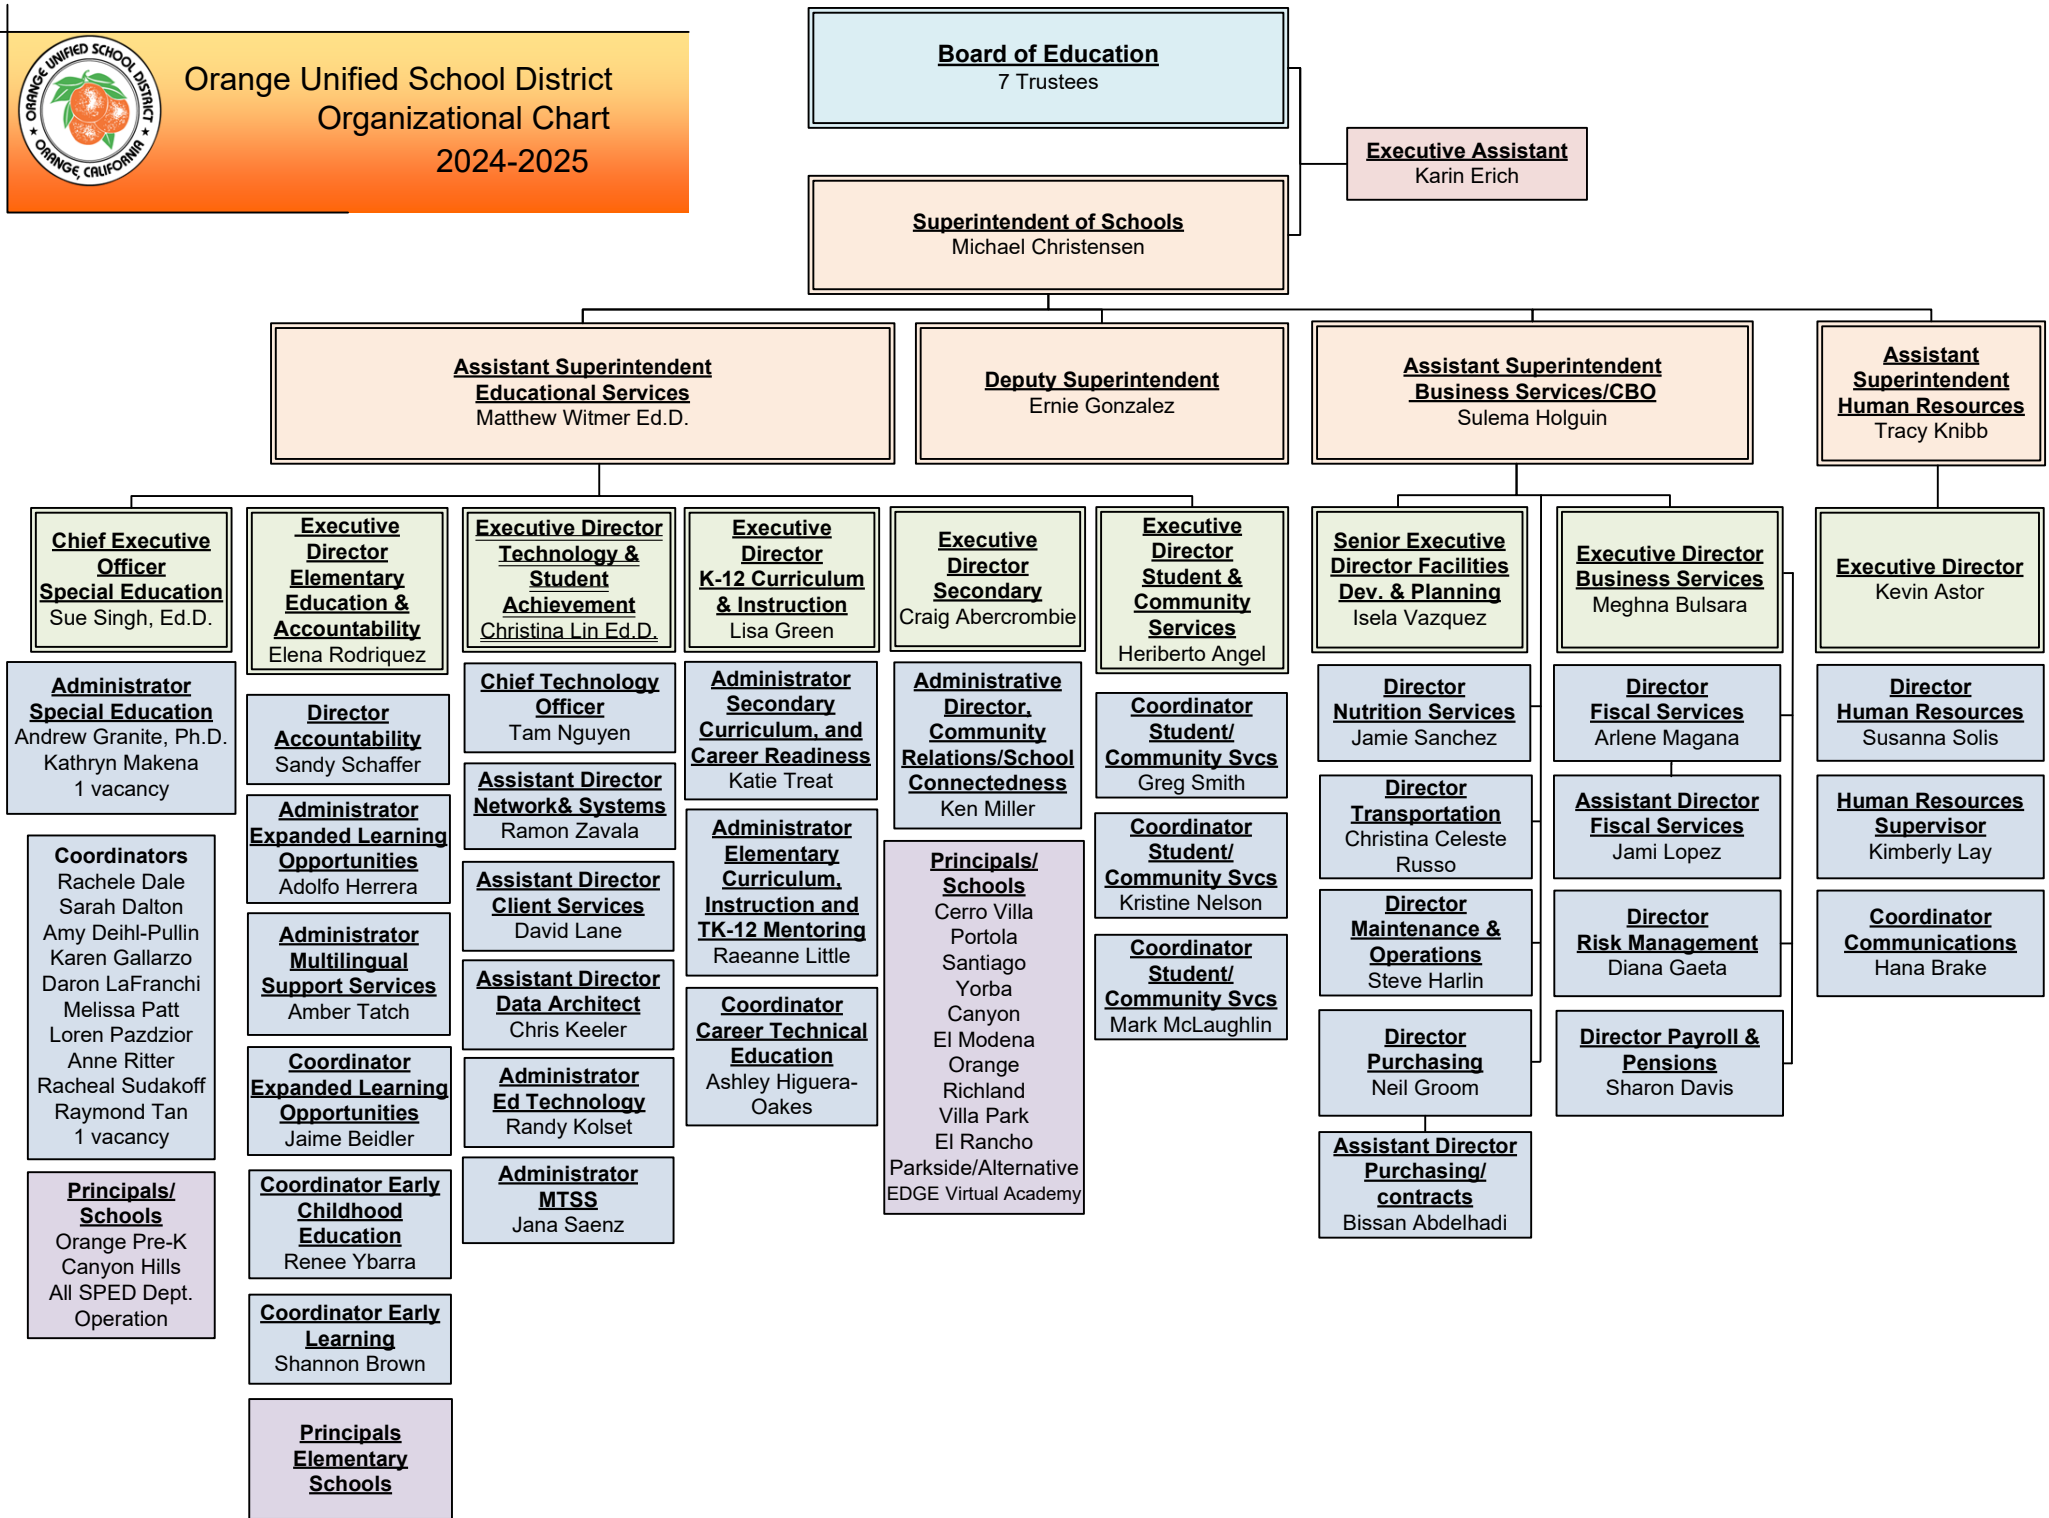 ORANGE UNIFIED SCHOOL DISTRICT
ORANGE, CALIFORNIA
Orange Unified School District
Organizational Chart
2024-2025
Board of Education
7 Trustees
Executive Assistant
Karin Erich
Superintendent of Schools
Michael Christensen
Assistant Superintendent
Educational Services
Matthew Witmer Ed.D.
Deputy Superintendent
Ernie Gonzalez
Assistant Superintendent
Business Services/CBO
Sulema Holguin
Assistant
Superintendent
Human Resources
Tracy Knibb
Chief Executive
Officer
Special Education
Sue Singh, Ed.D.
Administrator
Special Education
Andrew Granite, Ph.D.
Kathryn Makena
1 vacancy
Coordinators
Rachele Dale
Sarah Dalton
Amy Deihl-Pullin
Karen Gallarzo
Daron LaFranchi
Melissa Patt
Loren Pazdzior
Anne Ritter
Racheal Sudakoff
Raymond Tan
1 vacancy
Principals/
Schools
Orange Pre-K
Canyon Hills
All SPED Dept.
Operation
Executive
Director
Elementary
Education &
Accountability
Elena Rodriquez
Director
Accountability
Sandy Schaffer
Administrator
Expanded Learning
Opportunities
Adolfo Herrera
Administrator
Multilingual
Support Services
Amber Tatch
Coordinator
Expanded Learning
Opportunities
Jaime Beidler
Coordinator Early
Childhood
Education
Renee Ybarra
Coordinator Early
Learning
Shannon Brown
Principals
Elementary
Schools
Executive Director
Technology &
Student
Achievement
Christina Lin Ed.D.
Chief Technology
Officer
Tam Nguyen
Assistant Director
Network& Systems
Ramon Zavala
Assistant Director
Client Services
David Lane
Assistant Director
Data Architect
Chris Keeler
Administrator
Ed Technology
Randy Kolset
Administrator
MTSS
Jana Saenz
Executive
Director
K-12 Curriculum
& Instruction
Lisa Green
Administrator
Secondary
Curriculum, and
Career Readiness
Katie Treat
Administrator
Elementary
Curriculum,
Instruction and
TK-12 Mentoring
Raeanne Little
Coordinator
Career Technical
Education
Ashley Higuera-
Oakes
Executive
Director
Secondary
Craig Abercrombie
Administrative
Director,
Community
Relations/School
Connectedness
Ken Miller
Principals/
Schools
Cerro Villa
Portola
Santiago
Yorba
Canyon
El Modena
Orange
Richland
Villa Park
El Rancho
Parkside/Alternative
EDGE Virtual Academy
Executive
Director
Student &
Community
Services
Heriberto Angel
Coordinator
Student/
Community Svcs
Greg Smith
Coordinator
Student/
Community Svcs
Kristine Nelson
Coordinator
Student/
Community Svcs
Mark McLaughlin
Senior Executive
Director Facilities
Dev. & Planning
Isela Vazquez
Director
Nutrition Services
Jamie Sanchez
Director
Transportation
Christina Celeste
Russo
Director
Maintenance &
Operations
Steve Harlin
Director
Purchasing
Neil Groom
Assistant Director
Purchasing/
contracts
Bissan Abdelhadi
Executive Director
Business Services
Meghna Bulsara
Director
Fiscal Services
Arlene Magana
Assistant Director
Fiscal Services
Jami Lopez
Director
Risk Management
Diana Gaeta
Director Payroll &
Pensions
Sharon Davis
Executive Director
Kevin Astor
Director
Human Resources
Susanna Solis
Human Resources
Supervisor
Kimberly Lay
Coordinator
Communications
Hana Brake